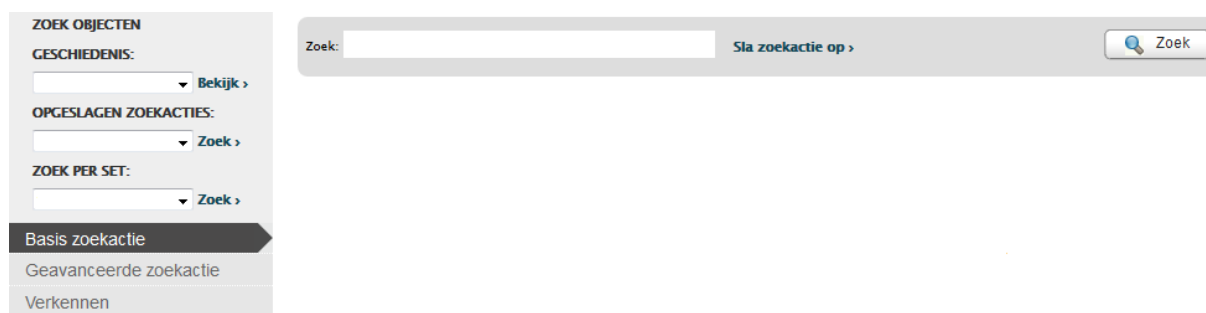 ZOEK OBJECTEN
GESCHIEDENIS:
Bekijk ›
OPGESLAGEN ZOEKACTIES:
Zoek ›
ZOEK PER SET:
Zoek ›
Basis zoekactie
Geavanceerde zoekactie
Verkennen
Zoek:
Sla zoekactie op ›
Zoek